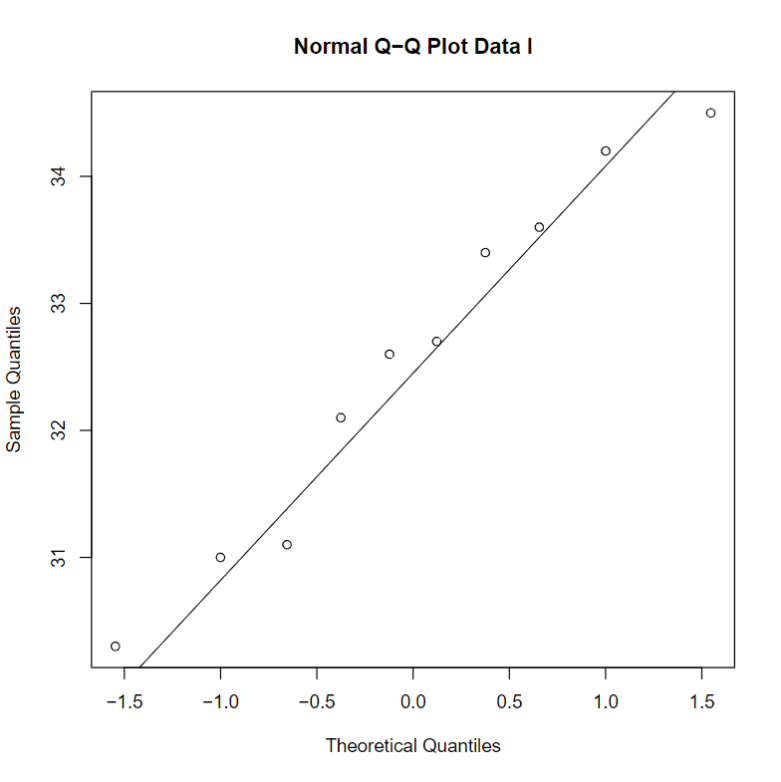 Normal Q−Q Plot Data I
Sample Quantiles
34
33
32
31
−1.5 −1.0 −0.5 0.0 0.5 1.0 1.5
Theoretical Quantiles